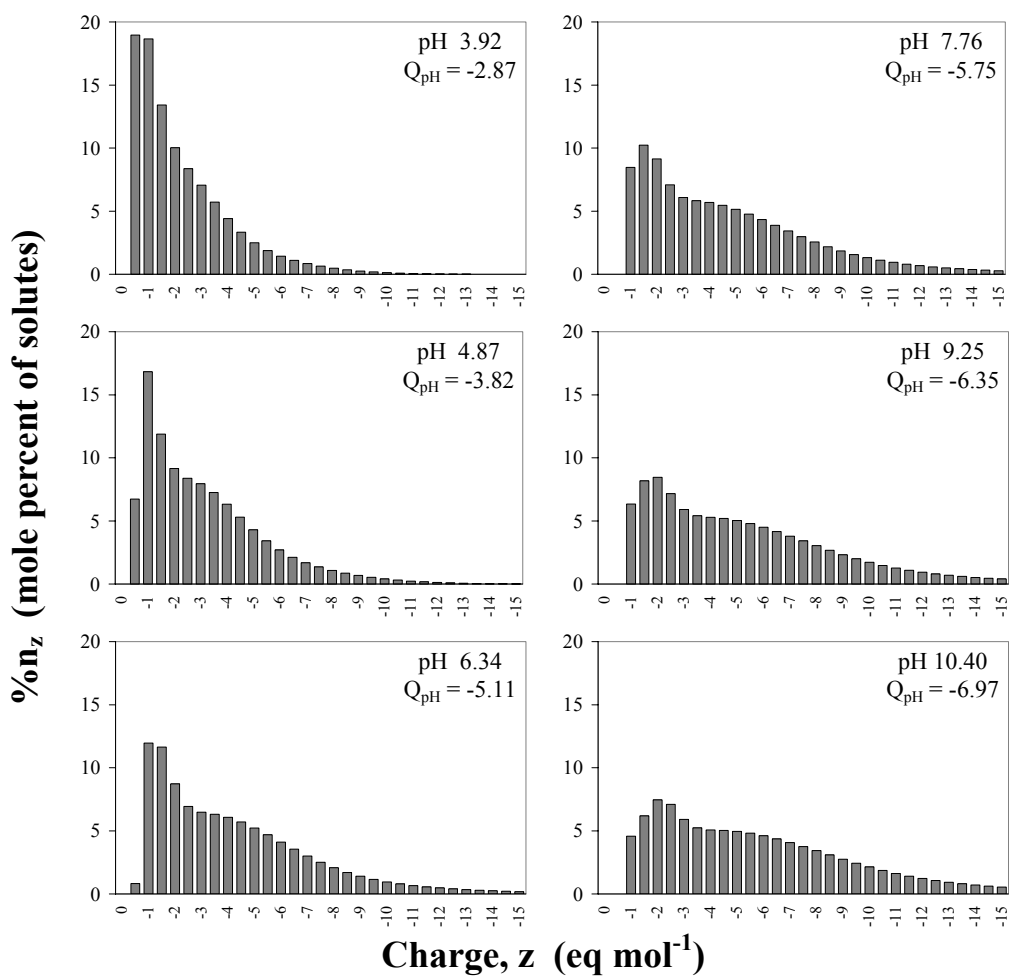 %n_z (mole percent of solutes)
20
15
10
5
0
pH 3.92
Q_pH = -2.87
0 -1 -2 -3 -4 -5 -6 -7 -8 -9 -10 -11 -12 -13 -14 -15
20
15
10
5
0
pH 7.76
Q_pH = -5.75
0 -1 -2 -3 -4 -5 -6 -7 -8 -9 -10 -11 -12 -13 -14 -15
20
15
10
5
0
pH 4.87
Q_pH = -3.82
0 -1 -2 -3 -4 -5 -6 -7 -8 -9 -10 -11 -12 -13 -14 -15
20
15
10
5
0
pH 9.25
Q_pH = -6.35
0 -1 -2 -3 -4 -5 -6 -7 -8 -9 -10 -11 -12 -13 -14 -15
20
15
10
5
0
pH 6.34
Q_pH = -5.11
0 -1 -2 -3 -4 -5 -6 -7 -8 -9 -10 -11 -12 -13 -14 -15
20
15
10
5
0
pH 10.40
Q_pH = -6.97
0 -1 -2 -3 -4 -5 -6 -7 -8 -9 -10 -11 -12 -13 -14 -15
Charge, z (eq mol⁻¹)